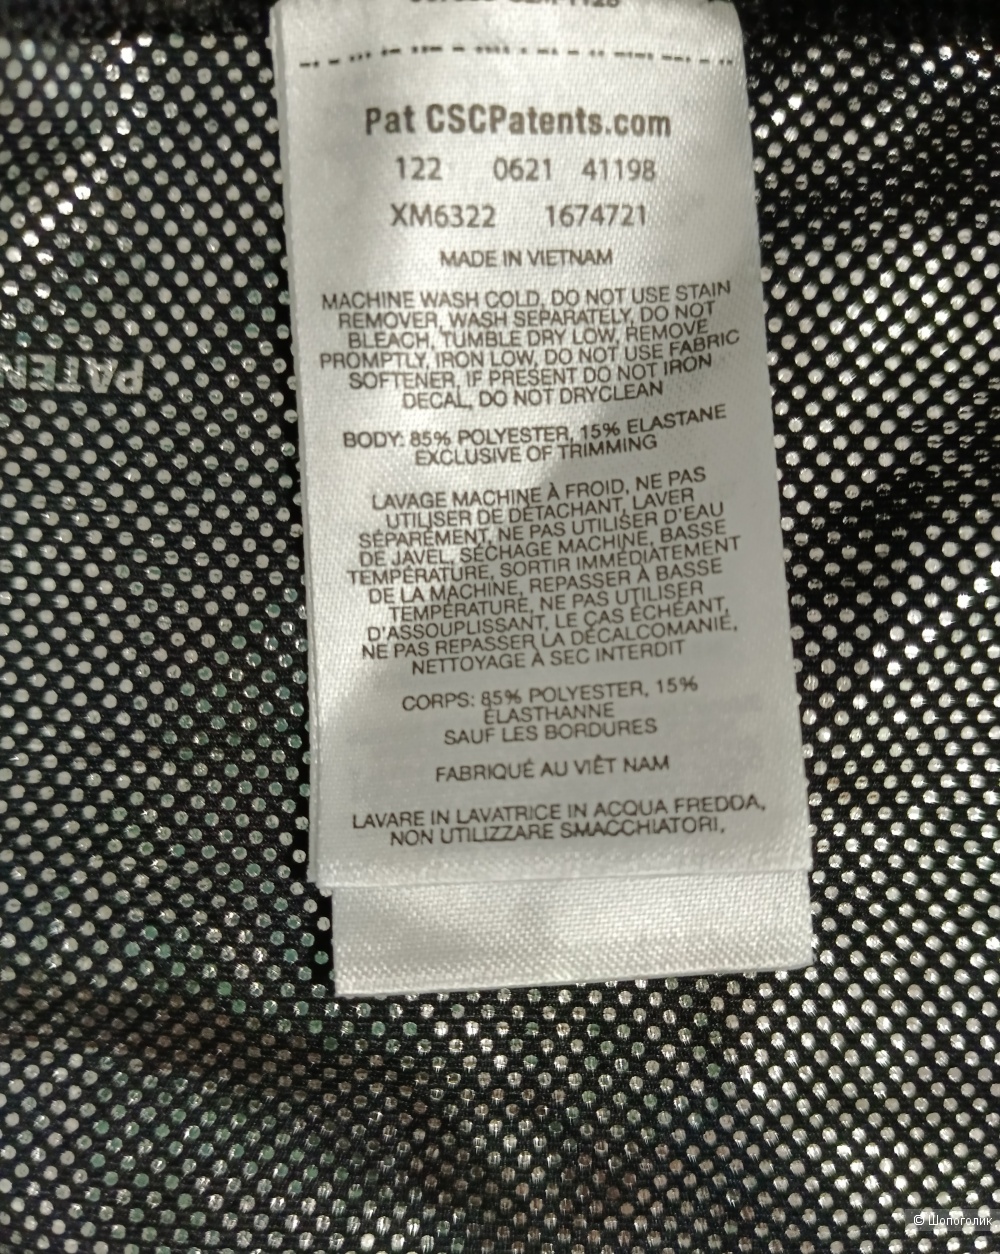 Pat CSCPatents.com
122 0621 41198
XM6322 1674721
MADE IN VIETNAM
MACHINE WASH COLD, DO NOT USE STAIN
REMOVER, WASH SEPARATELY, DO NOT
BLEACH, TUMBLE DRY LOW, REMOVE
PROMPTLY, IRON LOW, DO NOT USE FABRIC
SOFTENER, IF PRESENT DO NOT IRON
DECAL, DO NOT DRYCLEAN
BODY: 85% POLYESTER, 15% ELASTANE
EXCLUSIVE OF TRIMMING
LAVAGE MACHINE À FROID, NE PAS
UTILISER DE DÉTACHANT, LAVER
SÉPARÉMENT, NE PAS UTILISER D'EAU
DE JAVEL, SÉCHAGE MACHINE, BASSE
TEMPÉRATURE, SORTIR IMMÉDIATEMENT
DE LA MACHINE, REPASSER À BASSE
TEMPÉRATURE, NE PAS UTILISER
D'ASSOUPLISSANT, LE CAS ÉCHÉANT,
NE PAS REPASSER LA DÉCALCOMANIE,
NETTOYAGE À SEC INTERDIT
CORPS: 85% POLYESTER, 15%
ÉLASTHANNE
SAUF LES BORDURES
FABRIQUÉ AU VIÊT NAM
LAVARE IN LAVATRICE IN ACQUA FREDDA,
NON UTILIZZARE SMACCHIATORI,
PATEN
© Шопоголик